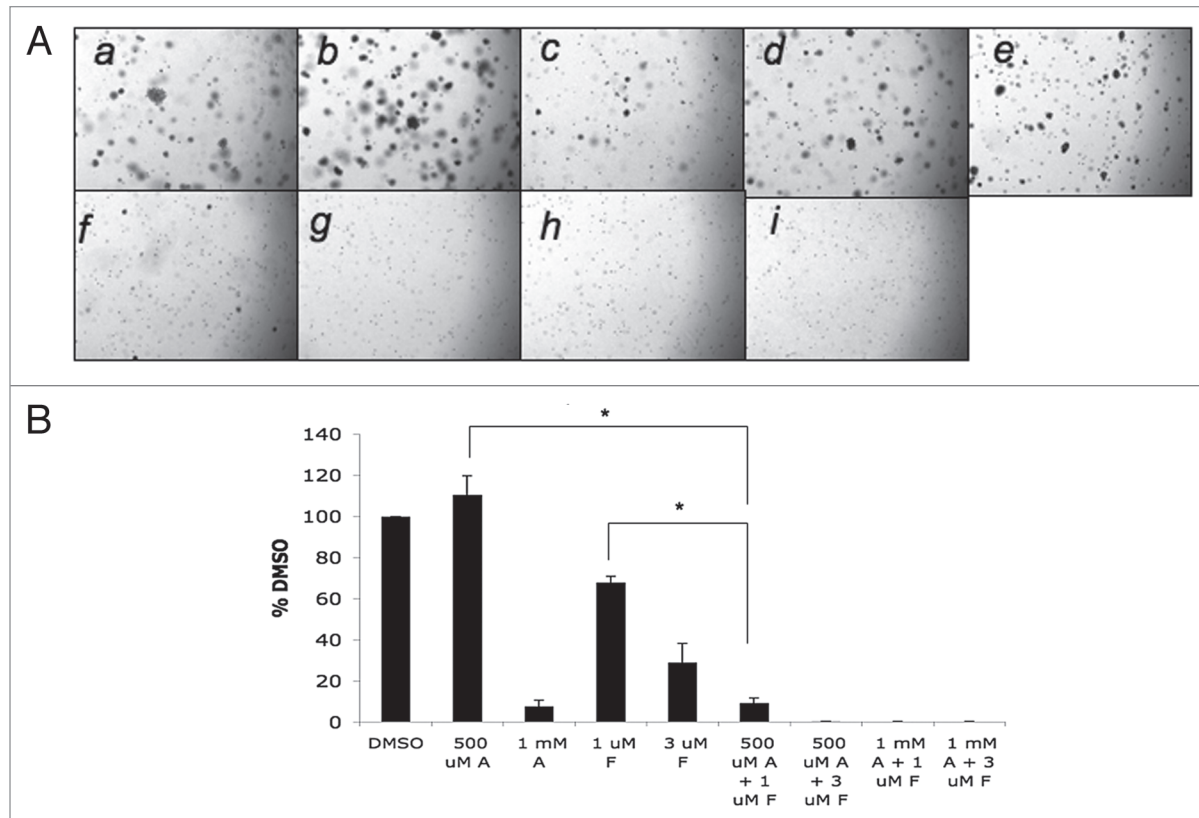 A
a b c d e
f g h i
B
*
*
% DMSO
140
120
100
80
60
40
20
0
DMSO 500 1 mM 1 uM 3 uM 500 500 1 mM 1 mM
uM A A F F uM A uM A A + 1 A + 3
+ 1 + 3 uM F uM F
uM F uM F